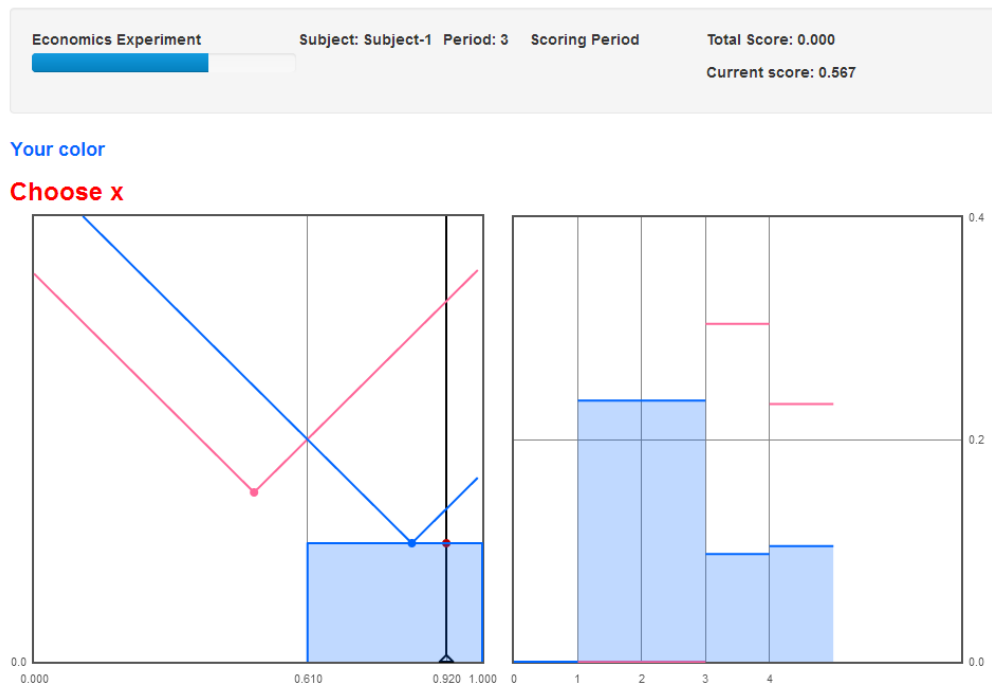 Economics Experiment Subject: Subject-1 Period: 3 Scoring Period Total Score: 0.000
Current score: 0.567
Your color
Choose x
0.4
0.2
0.0 0.0
0.000 0.610 0.920 1.000 0 1 2 3 4